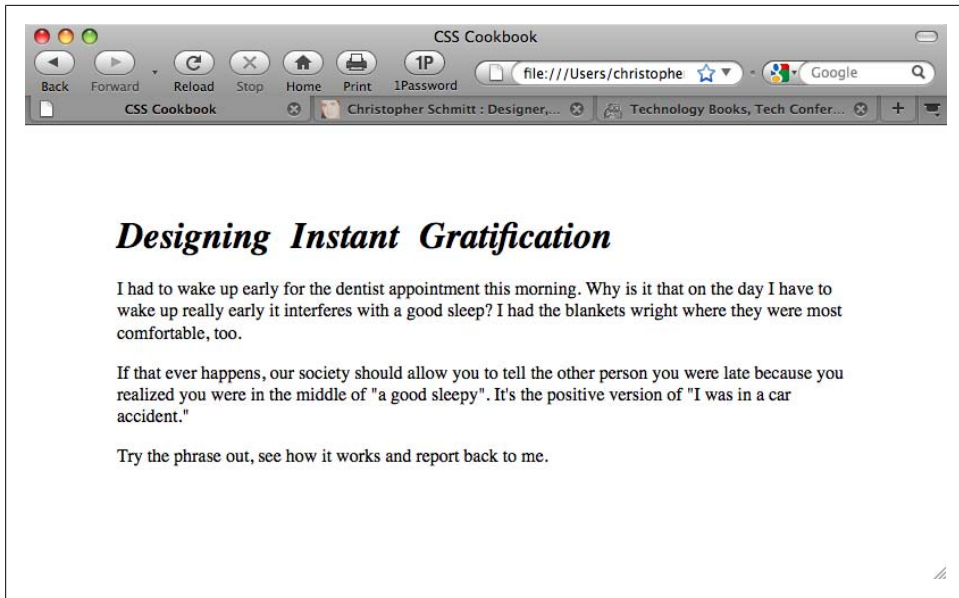 CSS Cookbook
1P
file:///Users/christophe
Google
Back Forward Reload Stop Home Print 1Password
CSS Cookbook Christopher Schmitt : Designer,... Technology Books, Tech Confer...
Designing Instant Gratification
I had to wake up early for the dentist appointment this morning. Why is it that on the day I have to
wake up really early it interferes with a good sleep? I had the blankets wright where they were most
comfortable, too.
If that ever happens, our society should allow you to tell the other person you were late because you
realized you were in the middle of "a good sleepy". It's the positive version of "I was in a car
accident."
Try the phrase out, see how it works and report back to me.